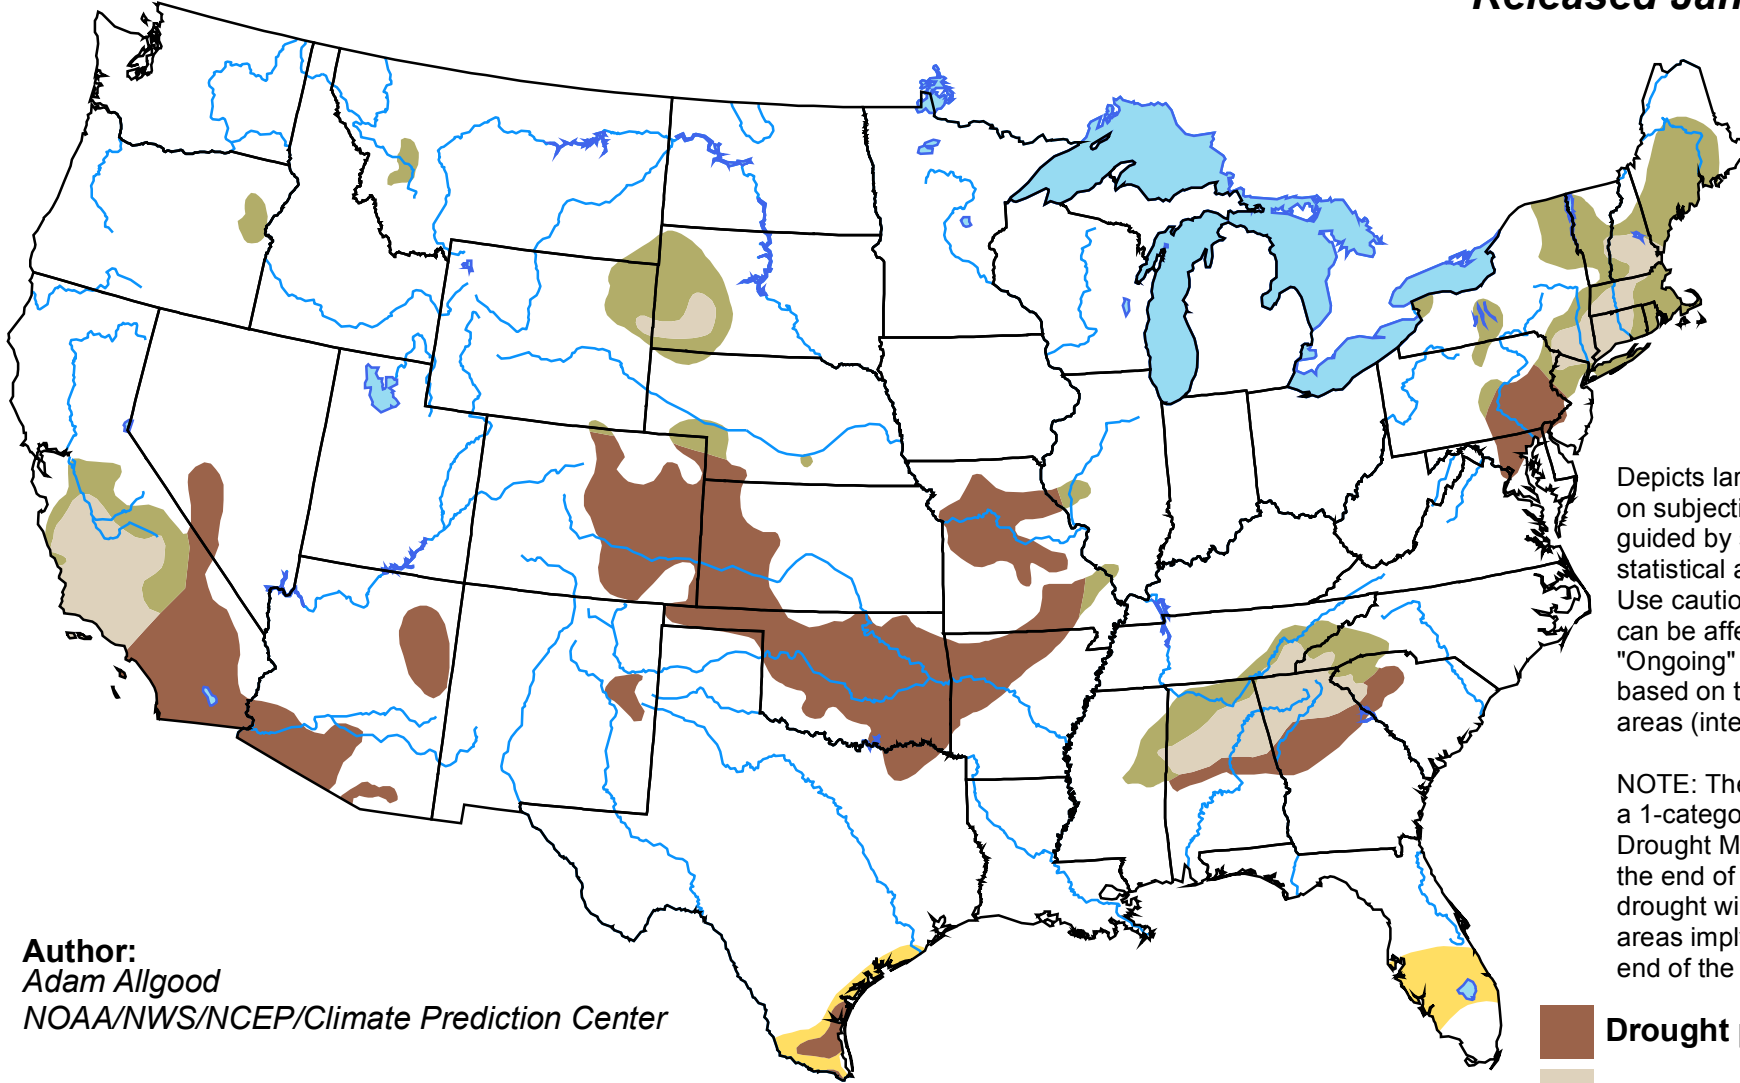 Released Jan
Depicts lar
on subjecti
guided by
statistical a
Use cautio
can be affe
"Ongoing"
based on t
areas (inte
NOTE: The
a 1-catego
Drought M
the end of
drought wi
areas imply
end of the
Author:
Adam Allgood
NOAA/NWS/NCEP/Climate Prediction Center
Drought p